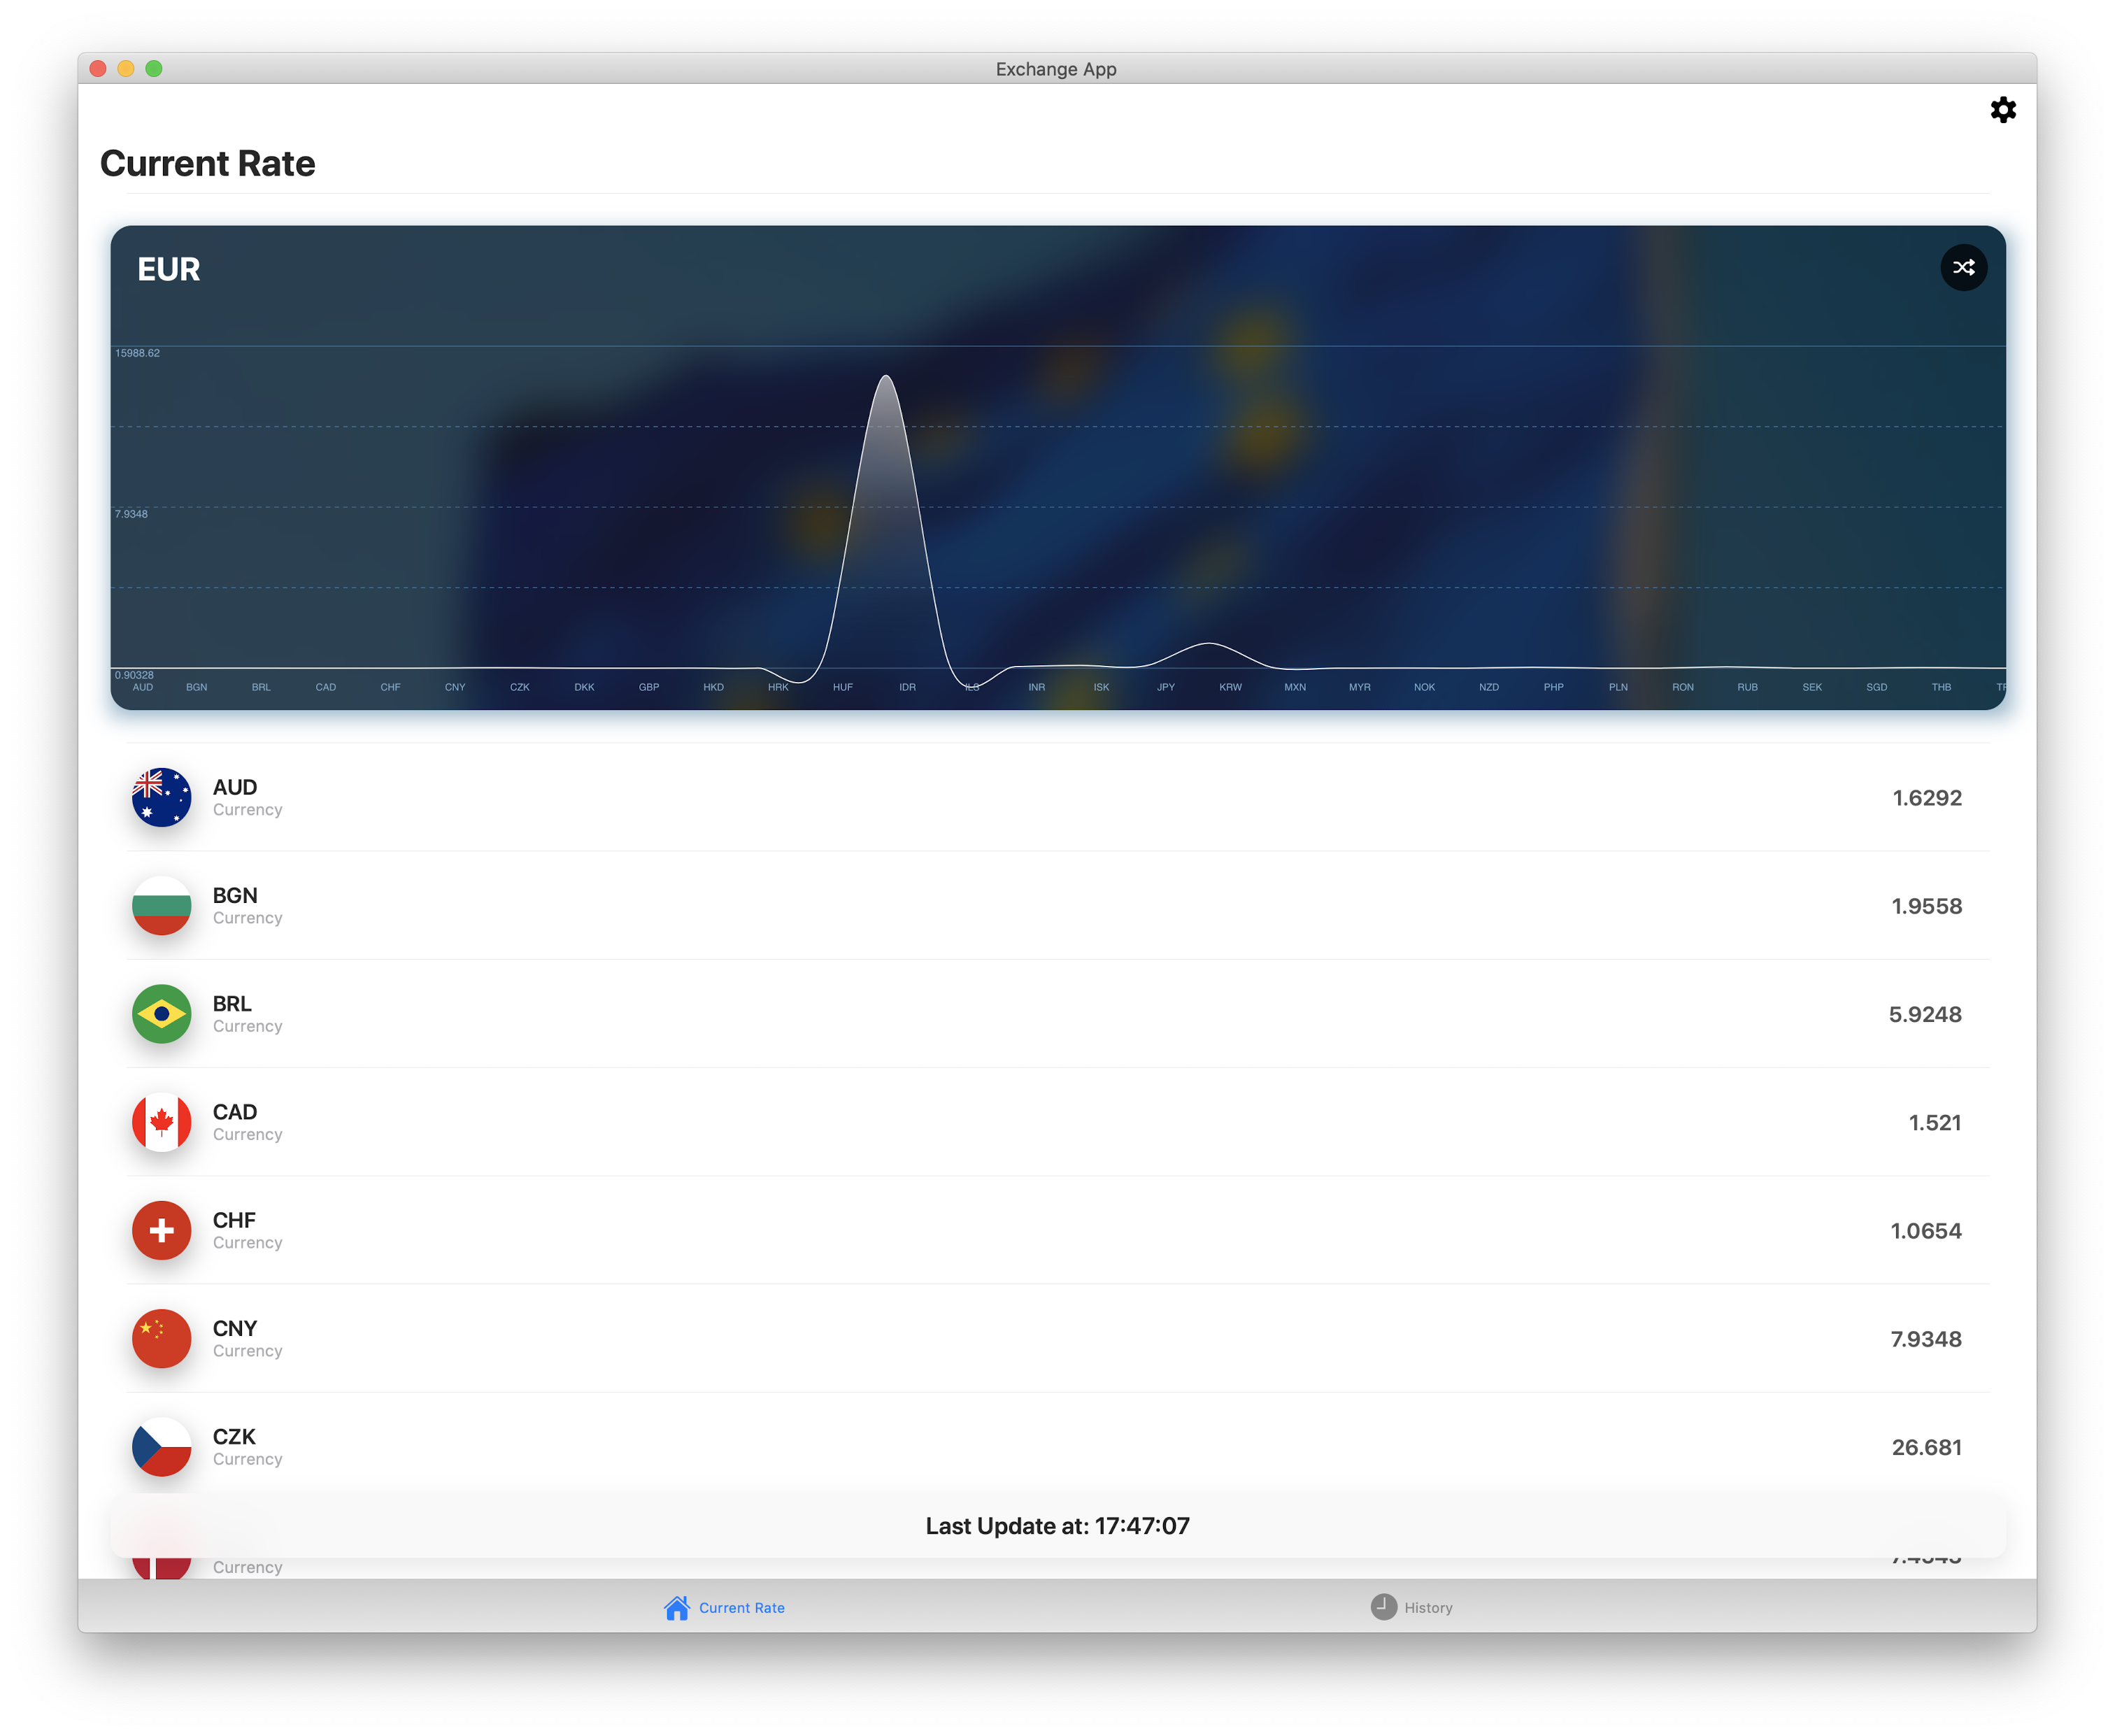 Exchange App
Current Rate
EUR
15988.62
7.9348
0.90328
AUD BGN BRL CAD CHF CNY CZK DKK GBP HKD HRK HUF IDR ILS INR ISK JPY KRW MXN MYR NOK NZD PHP PLN RON RUB SEK SGD THB
AUD
Currency
1.6292
BGN
Currency
1.9558
BRL
Currency
5.9248
CAD
Currency
1.521
CHF
Currency
1.0654
CNY
Currency
7.9348
CZK
Currency
26.681
Last Update at: 17:47:07
Currency
Current Rate
History